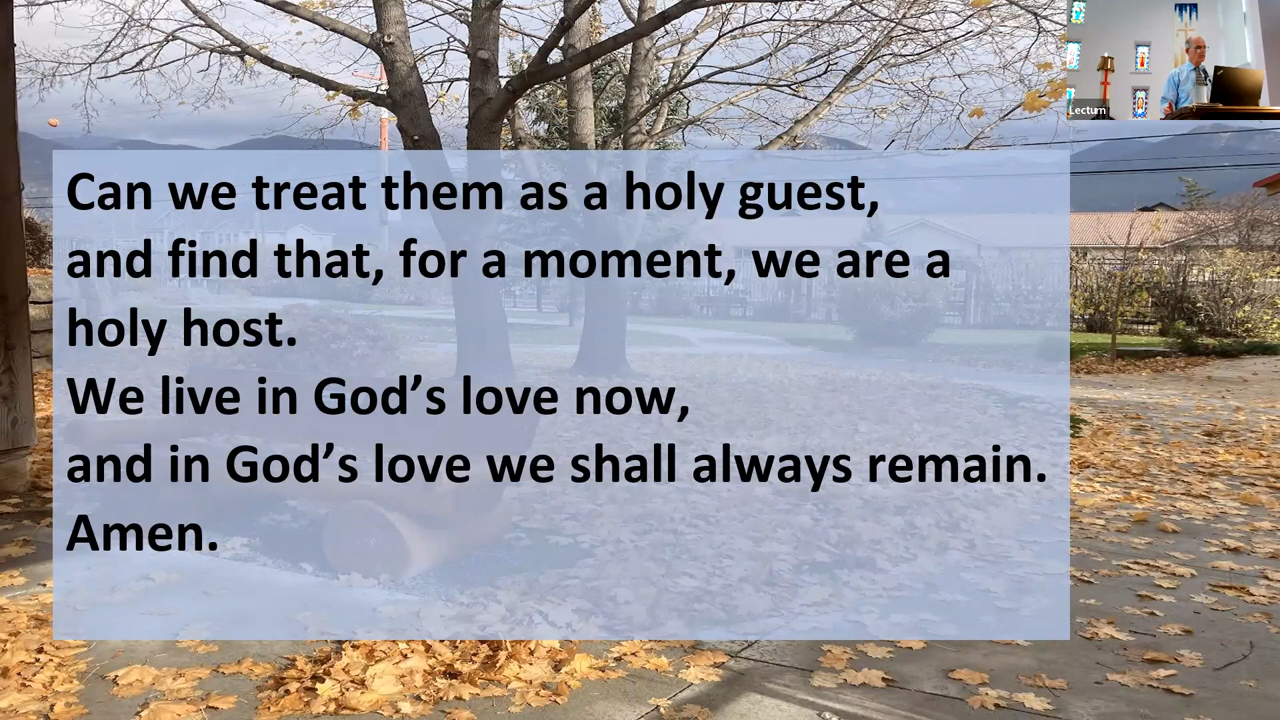 Can we treat them as a holy guest,
and find that, for a moment, we are a
holy host.
We live in God’s love now,
and in God’s love we shall always remain.
Amen.
Lecturn